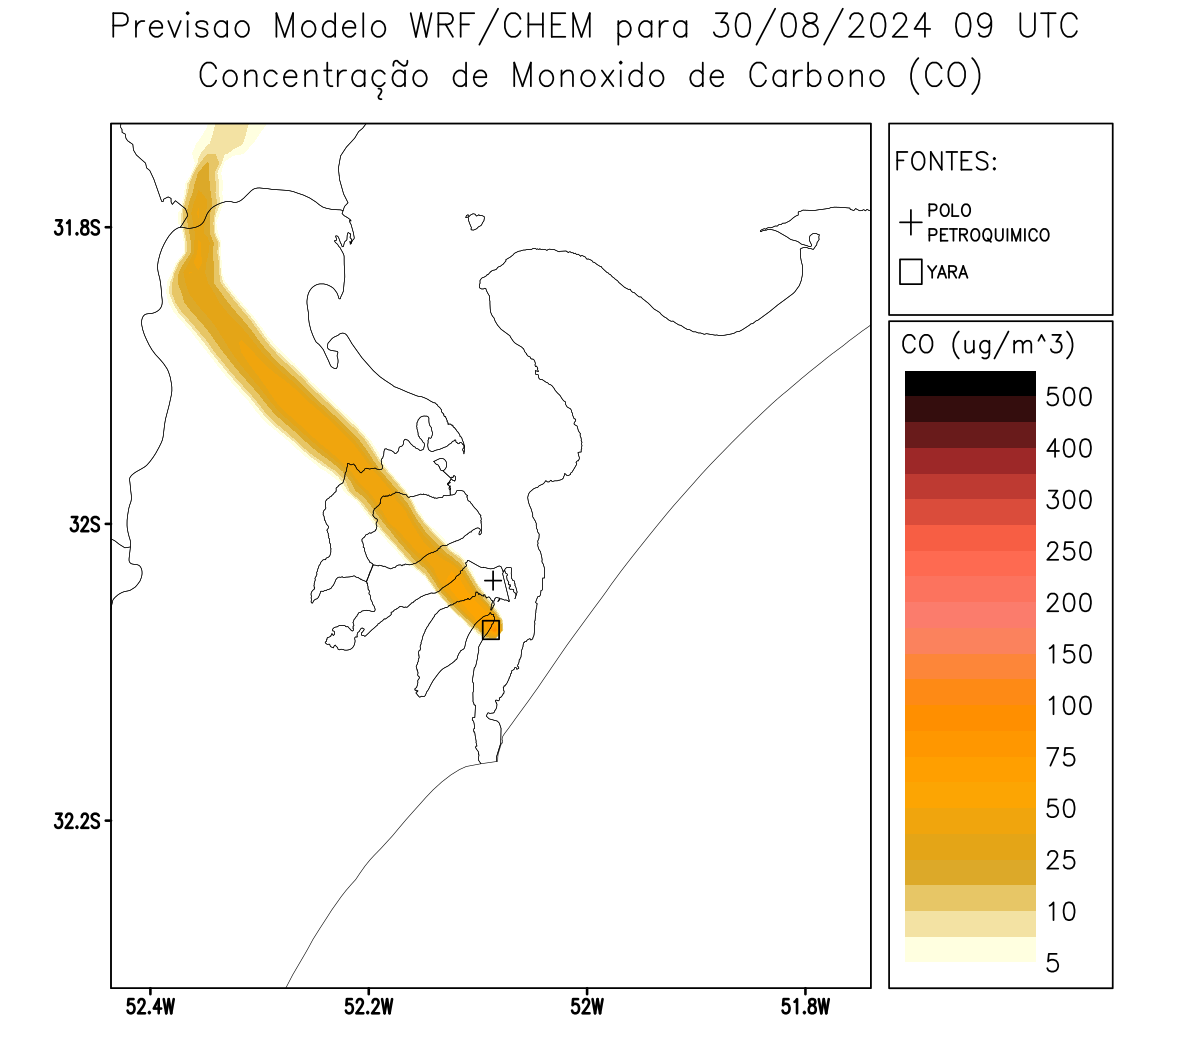 Previsao Modelo WRF/CHEM para 30/08/2024 09 UTC
Concentração de Monoxido de Carbono (CO)
FONTES:
POLO
PETROQUIMICO
YARA
CO (ug/m^3)
500
400
300
250
200
150
100
75
50
25
10
5
31.8S
32S
32.2S
52.4W
52.2W
52W
51.8W